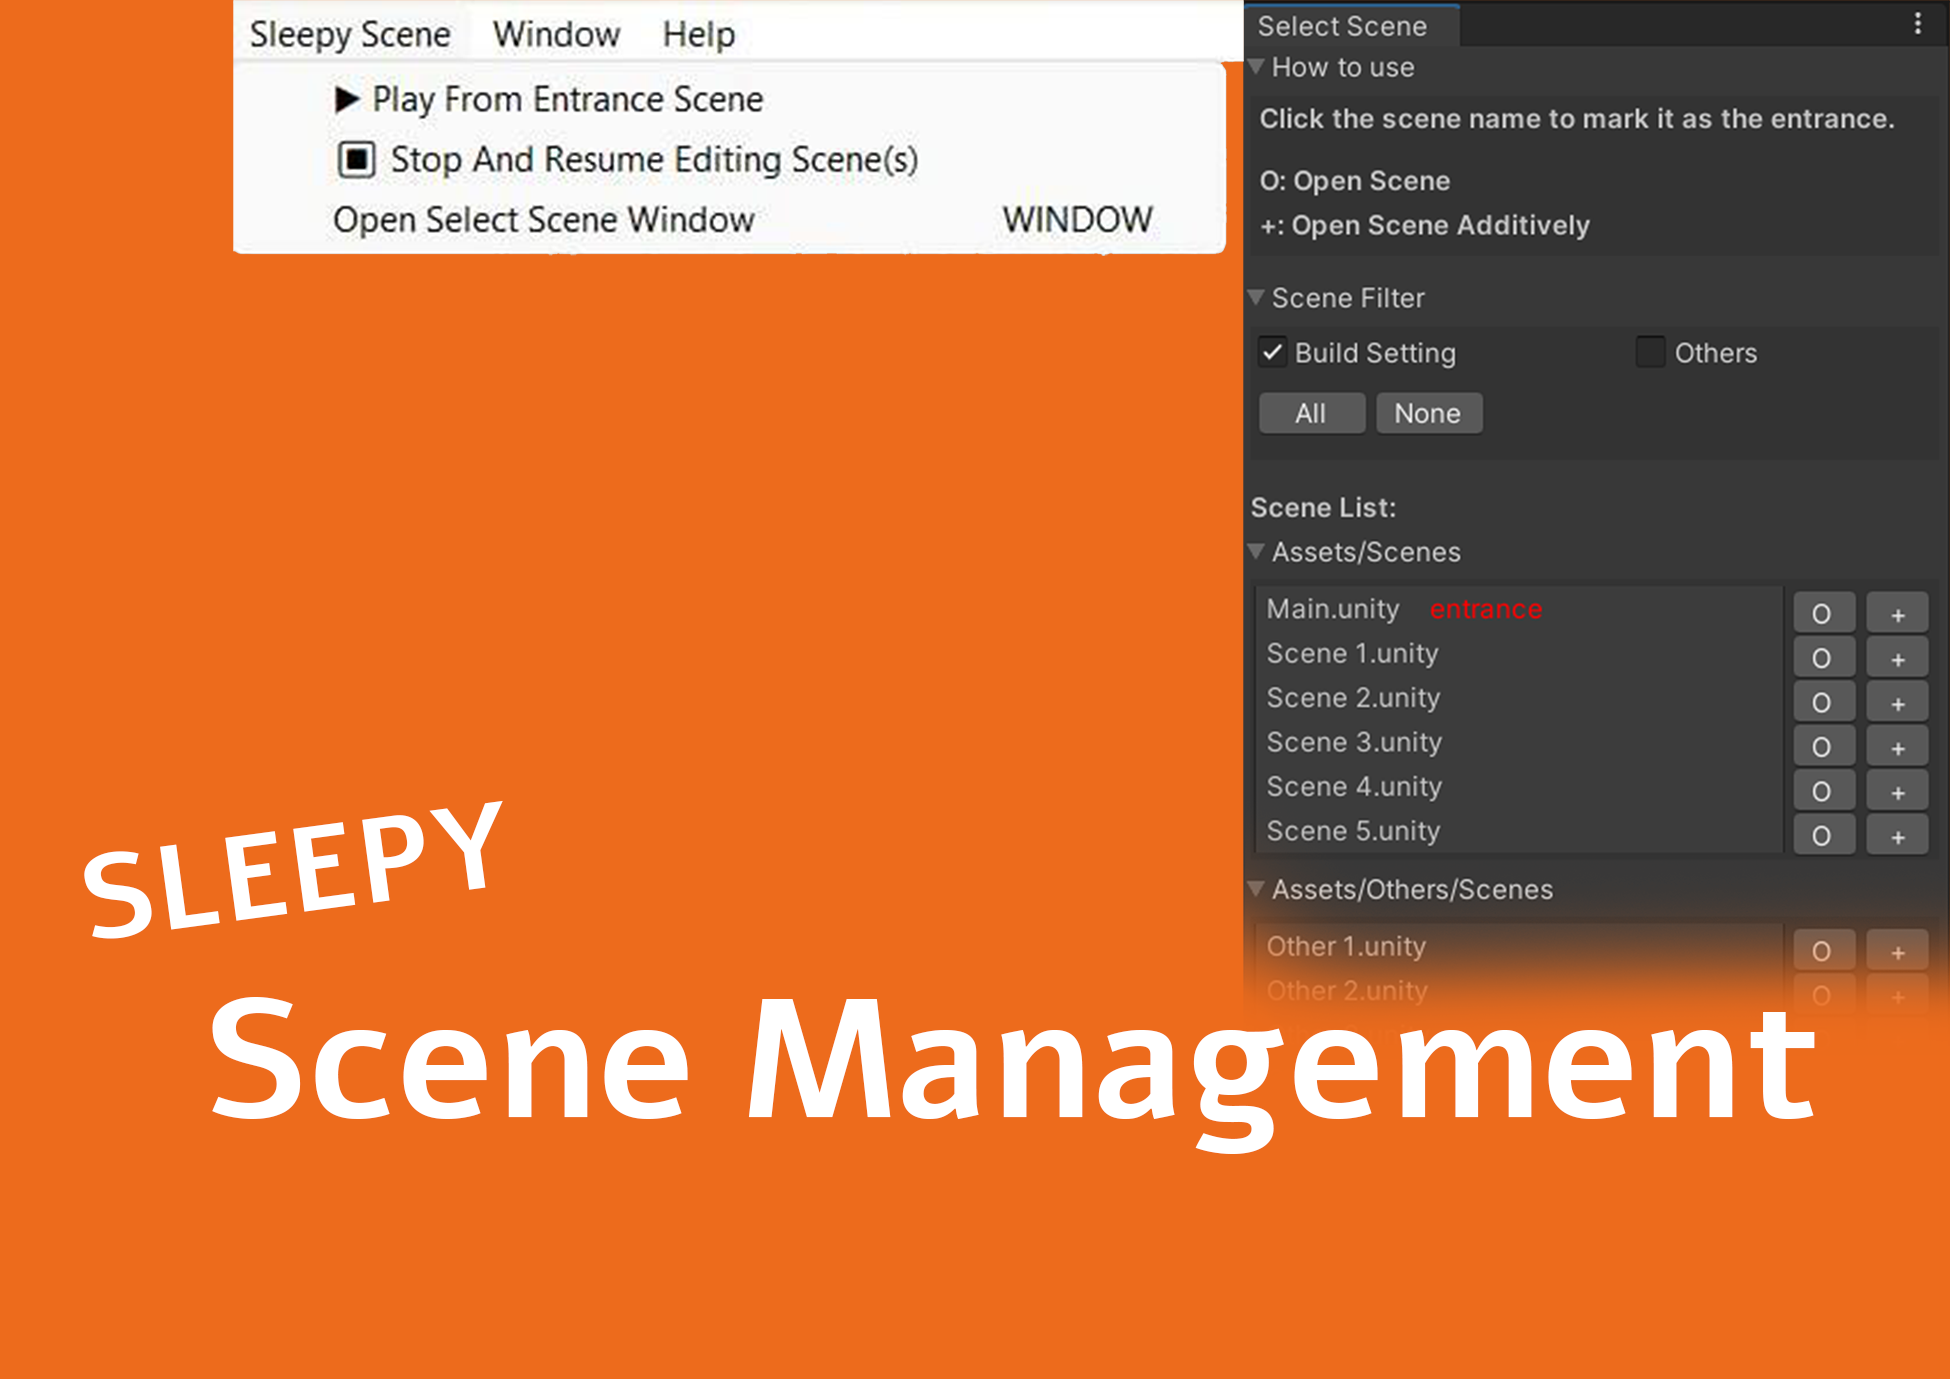 Sleepy Scene Window Help
▶ Play From Entrance Scene
Stop And Resume Editing Scene(s)
Open Select Scene Window WINDOW
Select Scene
How to use
Click the scene name to mark it as the entrance.
O: Open Scene
+: Open Scene Additively
Scene Filter
Build Setting Others
All None
Scene List:
Assets/Scenes
Main.unity entrance O +
Scene 1.unity O +
Scene 2.unity O +
Scene 3.unity O +
Scene 4.unity O +
Scene 5.unity O +
Assets/Others/Scenes
Other 1.unity O +
Other 2.unity O +
SLEEPY
Scene Management